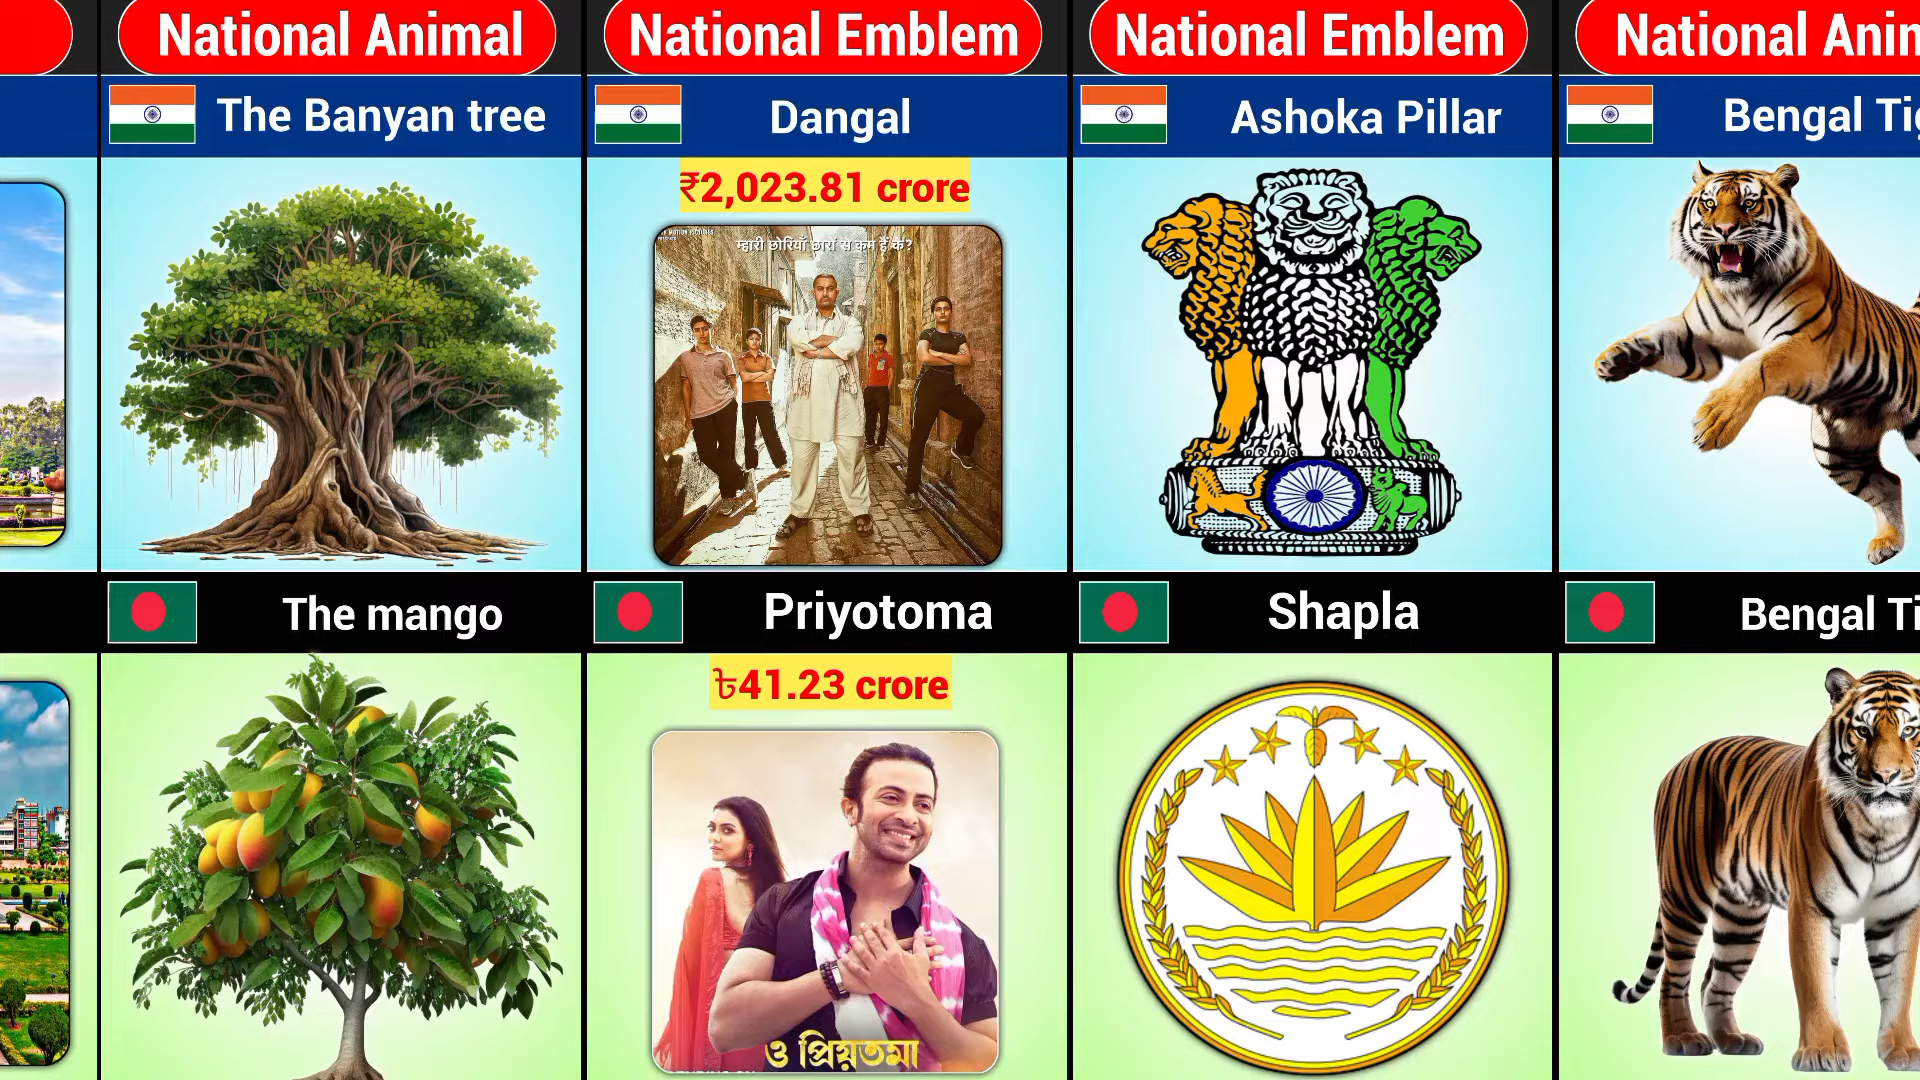 National Animal
National Emblem
National Emblem
National Anim
The Banyan tree
Dangal
Ashoka Pillar
Bengal Tig
₹2,023.81 crore
म्हारी छोरियाँ छोरों से कम हैं के?
The mango
Priyotoma
Shapla
Bengal Ti
৳41.23 crore
ও প্রিয়তমা